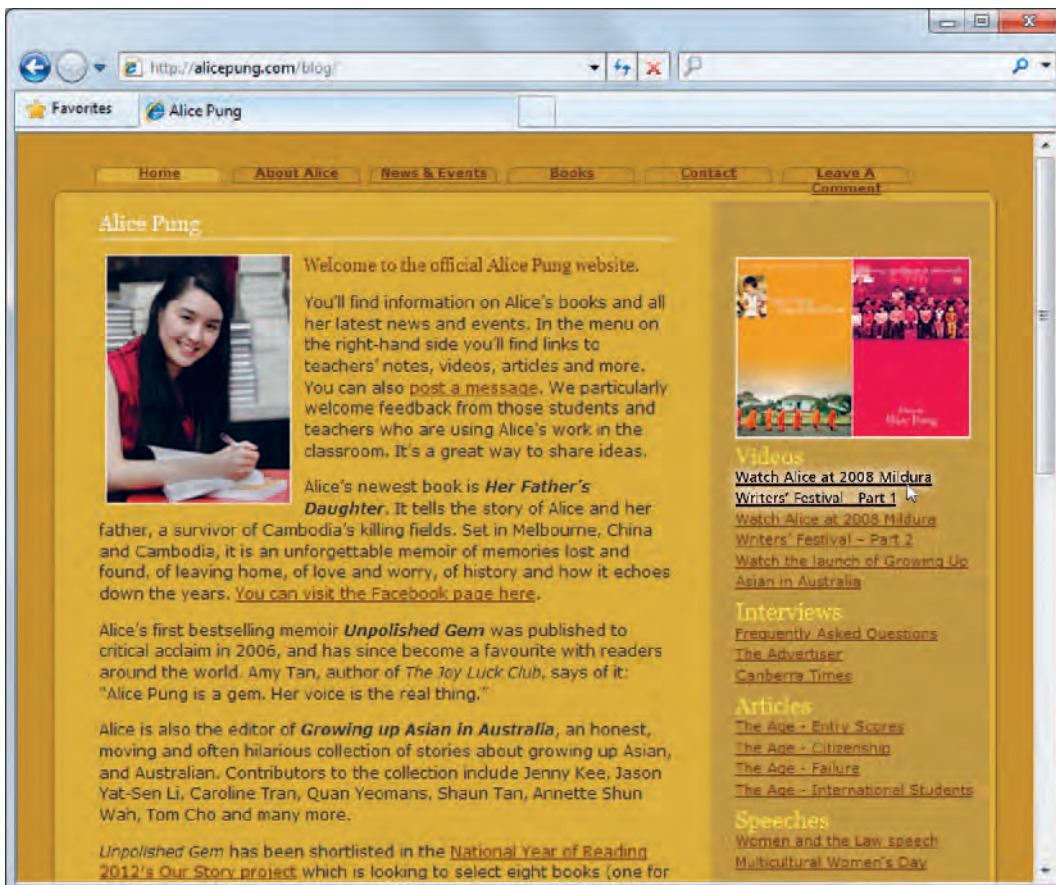 http://alicepung.com/blog/
Favorites
Alice Pung
Home
About Alice
News & Events
Books
Contact
Leave A
Comment
Alice Pung
Welcome to the official Alice Pung website.
You'll find information on Alice's books and all
her latest news and events. In the menu on
the right-hand side you'll find links to
teachers' notes, videos, articles and more.
You can also post a message. We particularly
welcome feedback from those students and
teachers who are using Alice's work in the
classroom. It's a great way to share ideas.
Alice's newest book is Her Father's
Daughter. It tells the story of Alice and her
father, a survivor of Cambodia's killing fields. Set in Melbourne, China
and Cambodia, it is an unforgettable memoir of memories lost and
found, of leaving home, of love and worry, of history and how it echoes
down the years. You can visit the Facebook page here.
Alice's first bestselling memoir Unpolished Gem was published to
critical acclaim in 2006, and has since become a favourite with readers
around the world. Amy Tan, author of The Joy Luck Club, says of it:
"Alice Pung is a gem. Her voice is the real thing."
Alice is also the editor of Growing up Asian in Australia, an honest,
moving and often hilarious collection of stories about growing up Asian,
and Australian. Contributors to the collection include Jenny Kee, Jason
Yat-Sen Li, Caroline Tran, Quan Yeomans, Shaun Tan, Annette Shun
Wah, Tom Cho and many more.
Unpolished Gem has been shortlisted in the National Year of Reading
2012's Our Story project which is looking to select eight books (one for
Alice Pung
Videos
Watch Alice at 2008 Mildura
Writers' Festival – Part 1
Watch Alice at 2008 Mildura
Writers' Festival – Part 2
Watch the launch of Growing Up
Asian in Australia
Interviews
Frequently Asked Questions
The Advertiser
Canberra Times
Articles
The Age - Entry Scores
The Age - Citizenship
The Age - Failure
The Age - International Students
Speeches
Women and the Law speech
Multicultural Women's Day